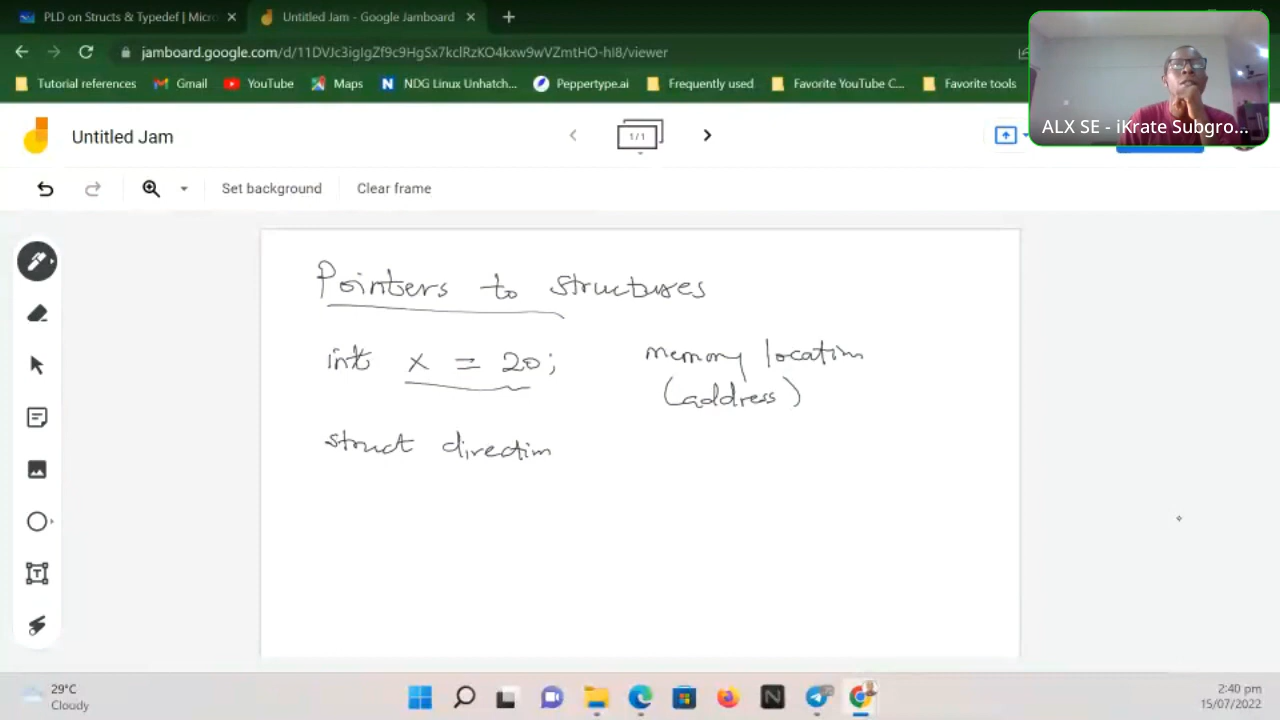 PLD on Structs & Typedef | Micro
Untitled Jam - Google Jamboard
jamboard.google.com/d/11DVJc3iglgZf9c9HgSx7kclRzKO4kxw9wVZmtHO-hl8/viewer
Tutorial references
Gmail
YouTube
Maps
NDG Linux Unhatch...
Peppertype.ai
Frequently used
Favorite YouTube C...
Favorite tools
ALX SE - iKrate Subgro...
Untitled Jam
1/1
Set background
Clear frame
Pointers to structures
int x = 20; memory location
(address)
struct direction
29°C
Cloudy
2:40 pm
15/07/2022